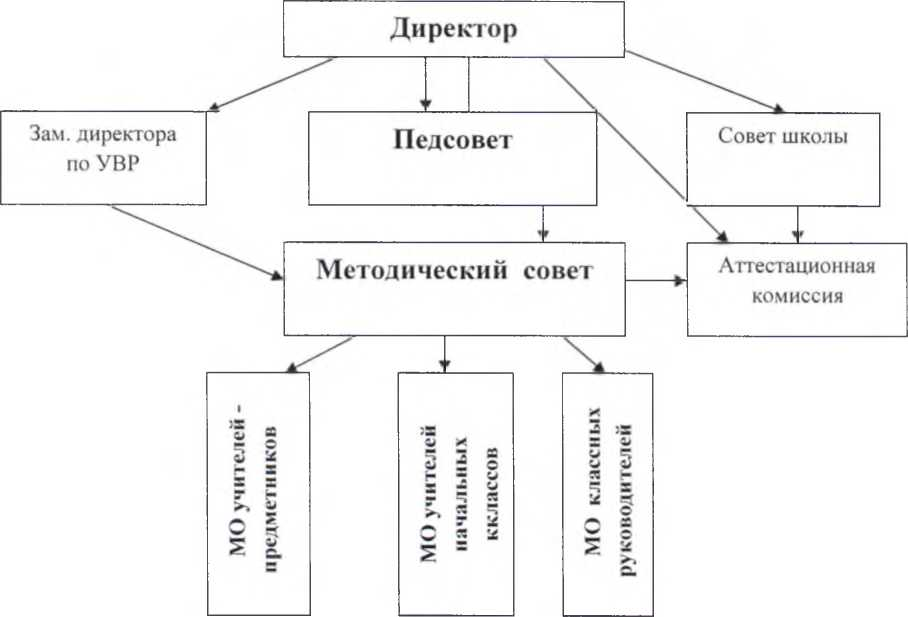 Директор
Зам. директора
по УВР
Педсовет
Совет школы
Методический совет
Аттестационная
комиссия
МО учителей -
предметников
МО учителей
начальных
кклассов
МО классных
руководителей